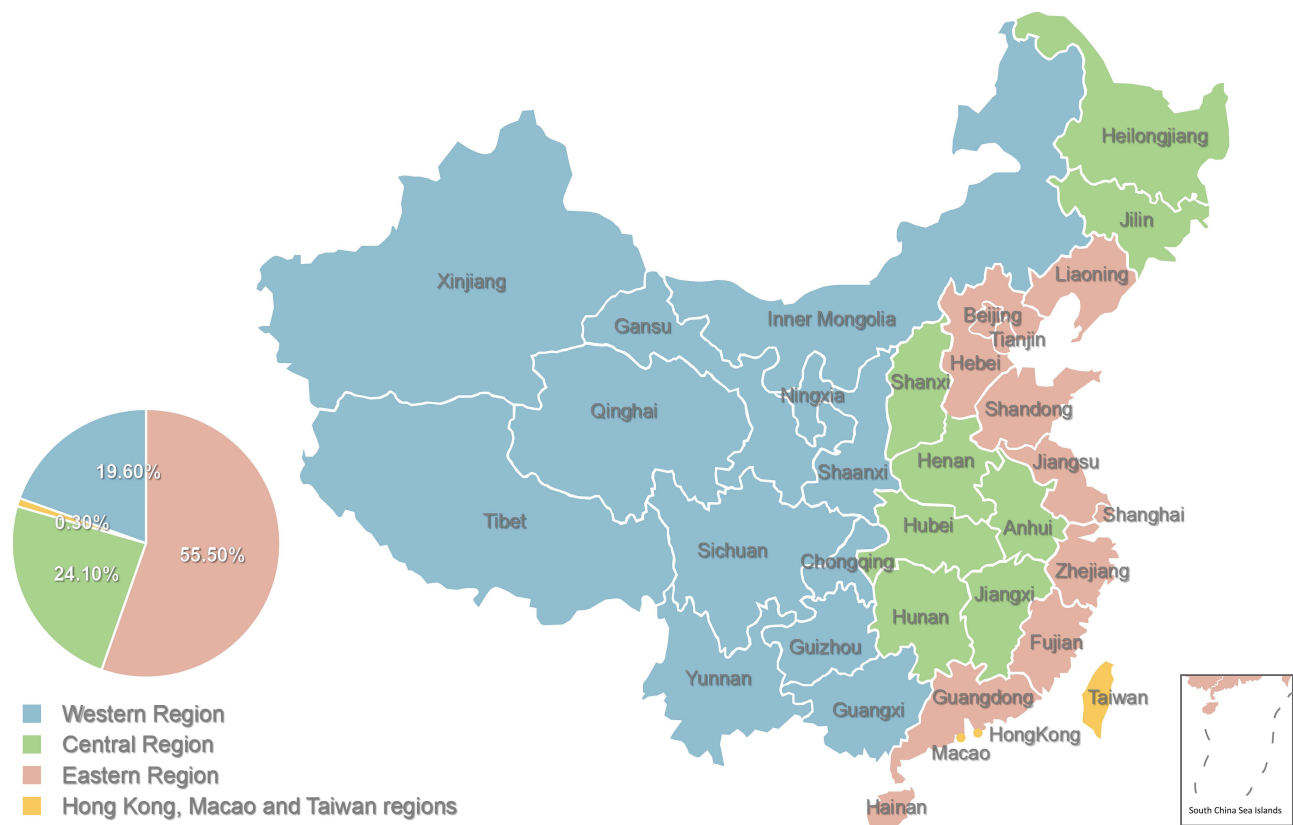 Heilongjiang
Jilin
Liaoning
Xinjiang
Inner Mongolia
Gansu
Beijing
Tianjin
Hebei
Shanxi
Ningxia
Qinghai
Shandong
Henan
Jiangsu
Shaanxi
Tibet
Sichuan
Hubei
Anhui
Shanghai
Chongqing
Zhejiang
Jiangxi
Hunan
Fujian
Guizhou
Yunnan
Guangxi
Guangdong
Taiwan
HongKong
Macao
Hainan
19.60%
0.30%
55.50%
24.10%
Western Region
Central Region
Eastern Region
Hong Kong, Macao and Taiwan regions
South China Sea Islands